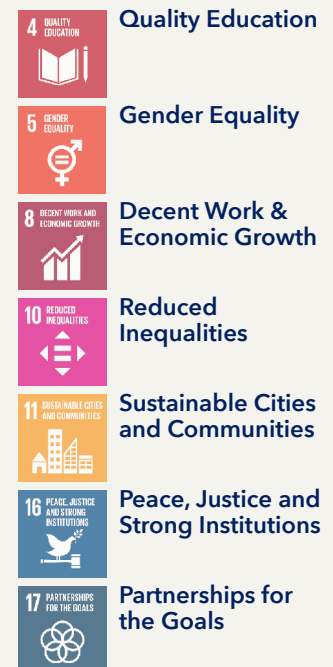 4 QUALITY
EDUCATION
Quality Education
5 GENDER
EQUALITY
Gender Equality
8 DECENT WORK AND
ECONOMIC GROWTH
Decent Work &
Economic Growth
10 REDUCED
INEQUALITIES
Reduced
Inequalities
11 SUSTAINABLE CITIES
AND COMMUNITIES
Sustainable Cities
and Communities
16 PEACE, JUSTICE
AND STRONG
INSTITUTIONS
Peace, Justice and
Strong Institutions
17 PARTNERSHIPS
FOR THE GOALS
Partnerships for
the Goals